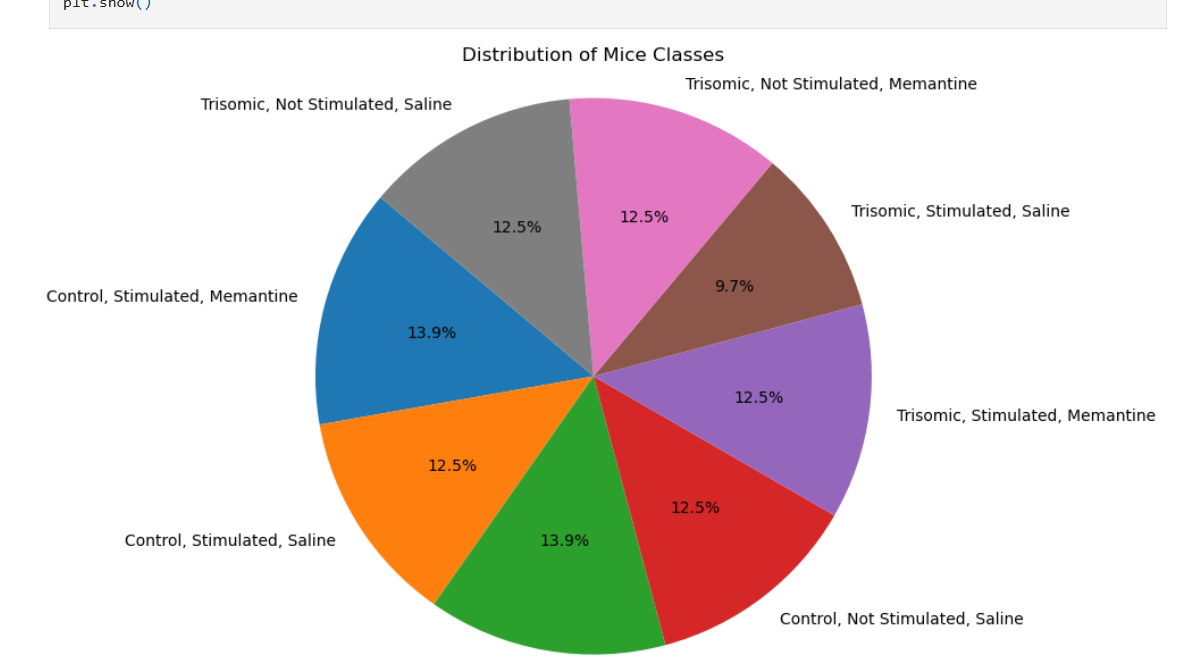 plt.show()
Distribution of Mice Classes
Trisomic, Not Stimulated, Memantine
Trisomic, Not Stimulated, Saline
Trisomic, Stimulated, Saline
12.5%
12.5%
9.7%
Control, Stimulated, Memantine
13.9%
12.5%
Trisomic, Stimulated, Memantine
12.5%
12.5%
Control, Stimulated, Saline
13.9%
Control, Not Stimulated, Saline